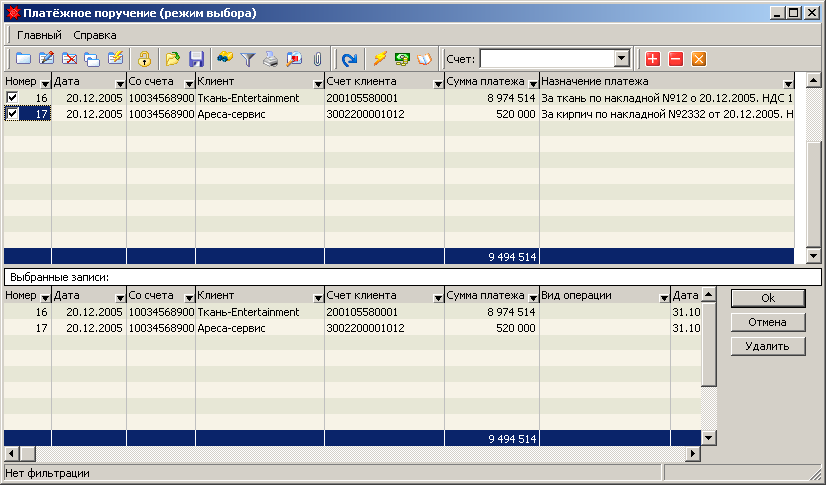 Платёжное поручение (режим выбора)
Главный Справка
Счет:
Номер Дата Со счета Клиент Счет клиента Сумма платежа Назначение платежа
16 20.12.2005 10034568900 Ткань-Entertainment 200105580001 8 974 514 За ткань по накладной №12 о 20.12.2005. НДС 1
17 20.12.2005 10034568900 Ареса-сервис 3002200001012 520 000 За кирпич по накладной №2332 от 20.12.2005. Н
9 494 514
Выбранные записи:
Номер Дата Со счета Клиент Счет клиента Сумма платежа Вид операции Дата
16 20.12.2005 10034568900 Ткань-Entertainment 200105580001 8 974 514 31.10
17 20.12.2005 10034568900 Ареса-сервис 3002200001012 520 000 31.10
9 494 514
Ok
Отмена
Удалить
Нет фильтрации